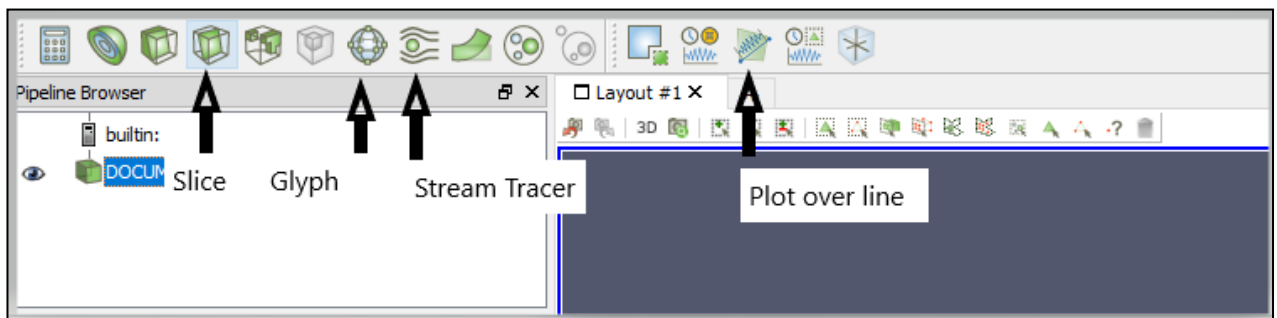 Pipeline Browser
Layout #1
3D
builtin:
DOCUM
Slice
Glyph
Stream Tracer
Plot over line